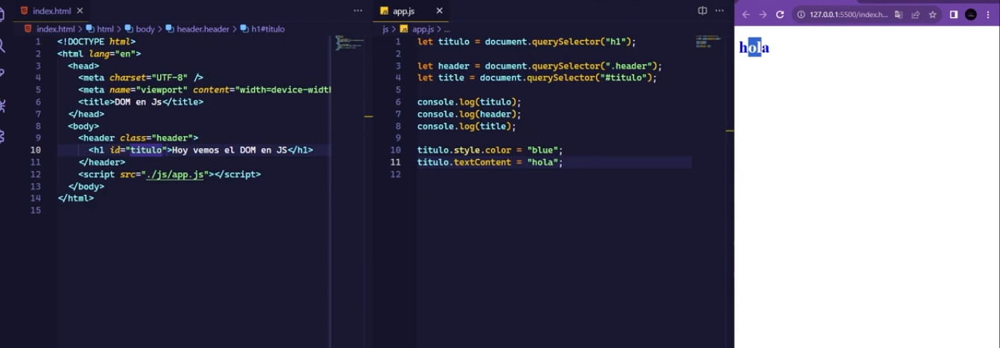 index.html
index.html > html > body > header.header > h1#titulo
1 <!DOCTYPE html>
2 <html lang="en">
3 <head>
4 <meta charset="UTF-8" />
5 <meta name="viewport" content="width=device-width
6 <title>DOM en Js</title>
7 </head>
8 <body>
9 <header class="header">
10 <h1 id="titulo">Hoy vemos el DOM en JS</h1>
11 </header>
12 <script src="./js/app.js"></script>
13 </body>
14 </html>
15
app.js
js > app.js > ...
1 let titulo = document.querySelector("h1");
2
3 let header = document.querySelector(".header");
4 let title = document.querySelector("#titulo");
5
6 console.log(titulo);
7 console.log(header);
8 console.log(title);
9
10 titulo.style.color = "blue";
11 titulo.textContent = "hola";
12
127.0.0.1:5500/index.h...
hola